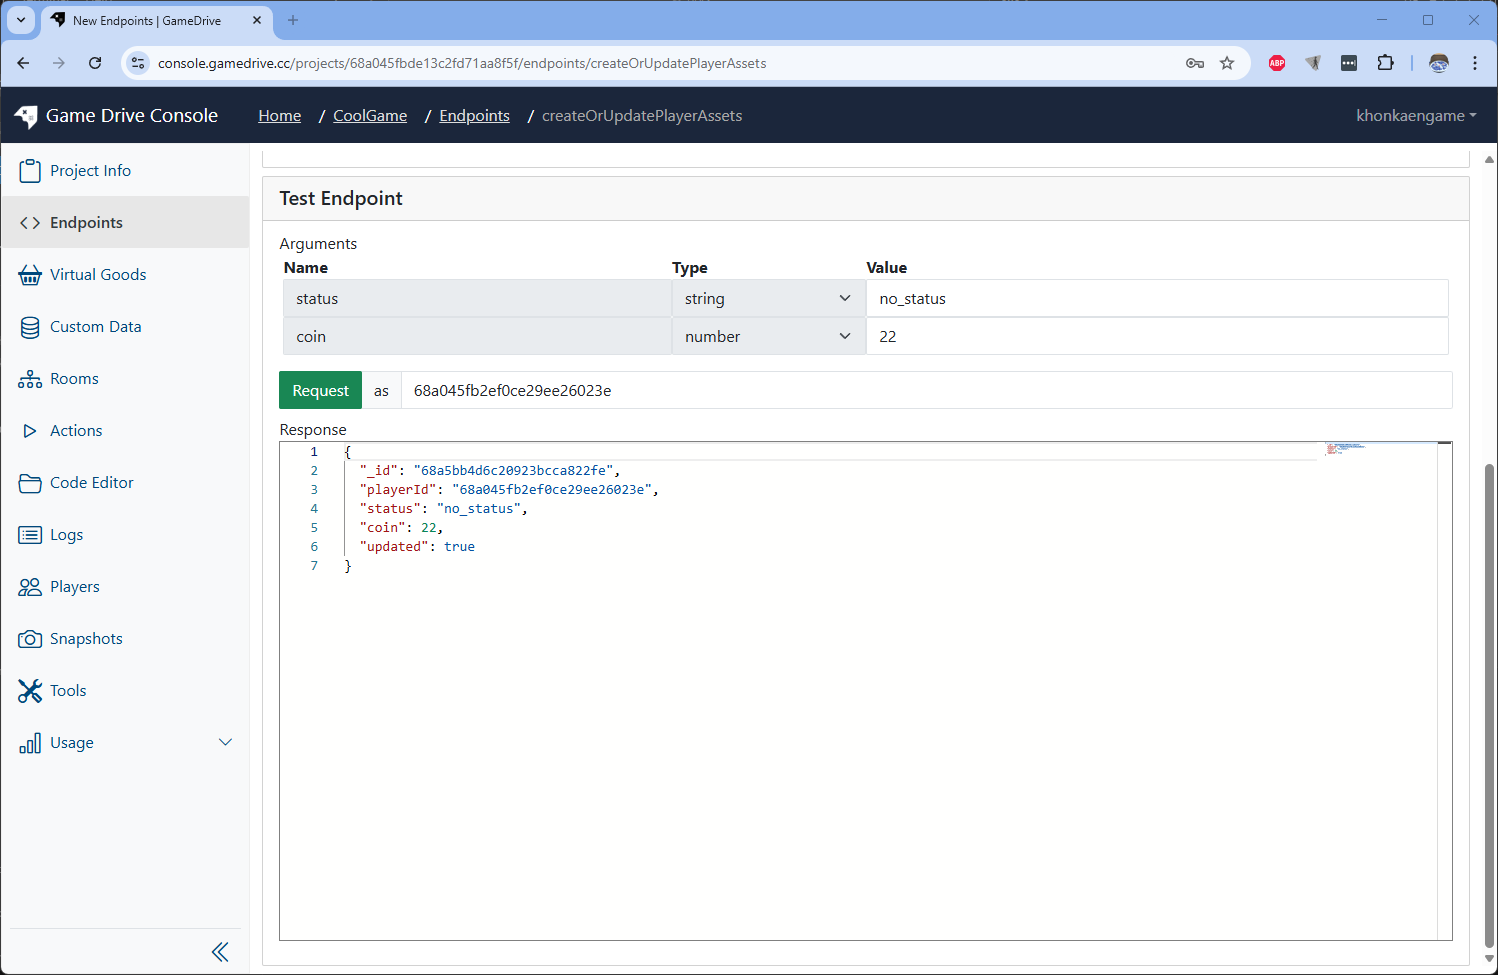 New Endpoints | GameDrive
console.gamedrive.cc/projects/68a045fbde13c2fd71aa8f5f/endpoints/createOrUpdatePlayerAssets
ABP
Game Drive Console
Home / CoolGame / Endpoints / createOrUpdatePlayerAssets
khonkaengame
Project Info
Endpoints
Virtual Goods
Custom Data
Rooms
Actions
Code Editor
Logs
Players
Snapshots
Tools
Usage
Test Endpoint
Arguments
Name Type Value
status string no_status
coin number 22
Request as 68a045fb2ef0ce29ee26023e
Response
1 {
2 "_id": "68a5bb4d6c20923bcca822fe",
3 "playerId": "68a045fb2ef0ce29ee26023e",
4 "status": "no_status",
5 "coin": 22,
6 "updated": true
7 }